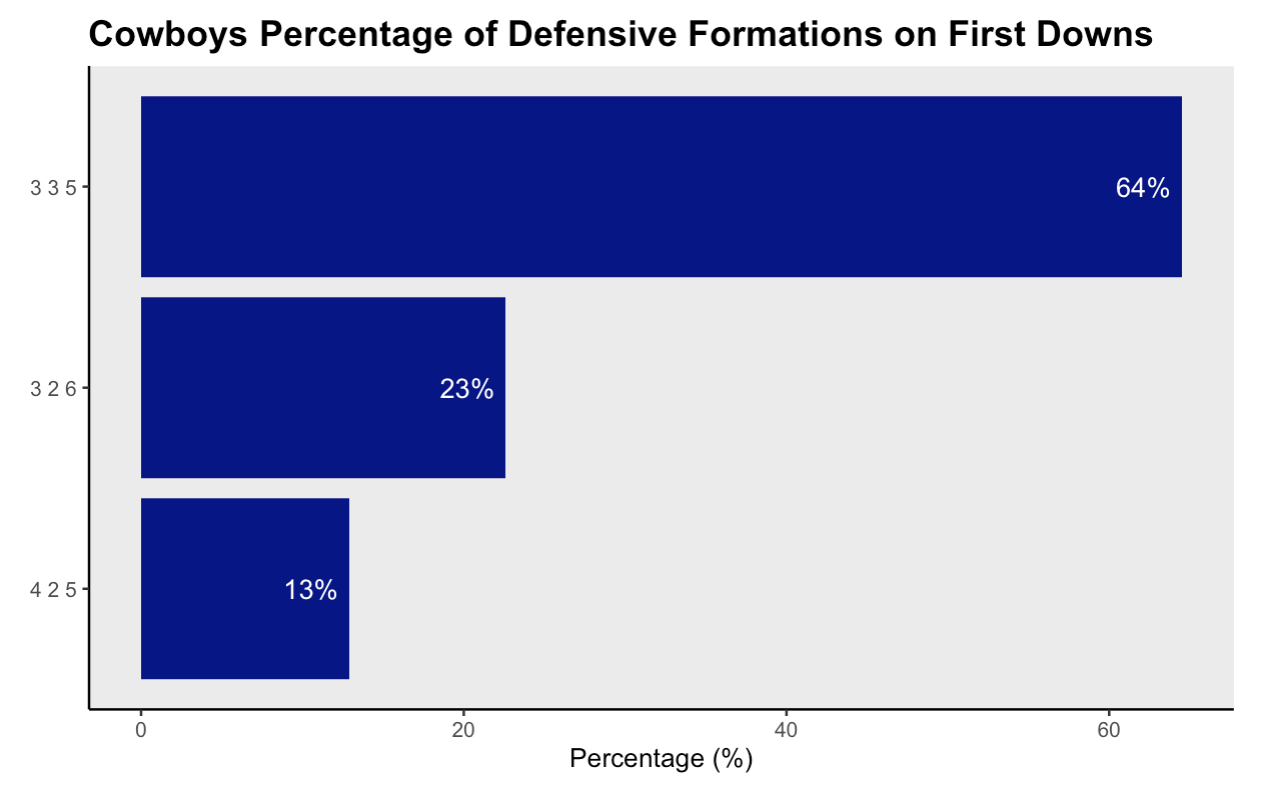 Cowboys Percentage of Defensive Formations on First Downs
3 3 5
64%
3 2 6
23%
4 2 5
13%
0 20 40 60
Percentage (%)